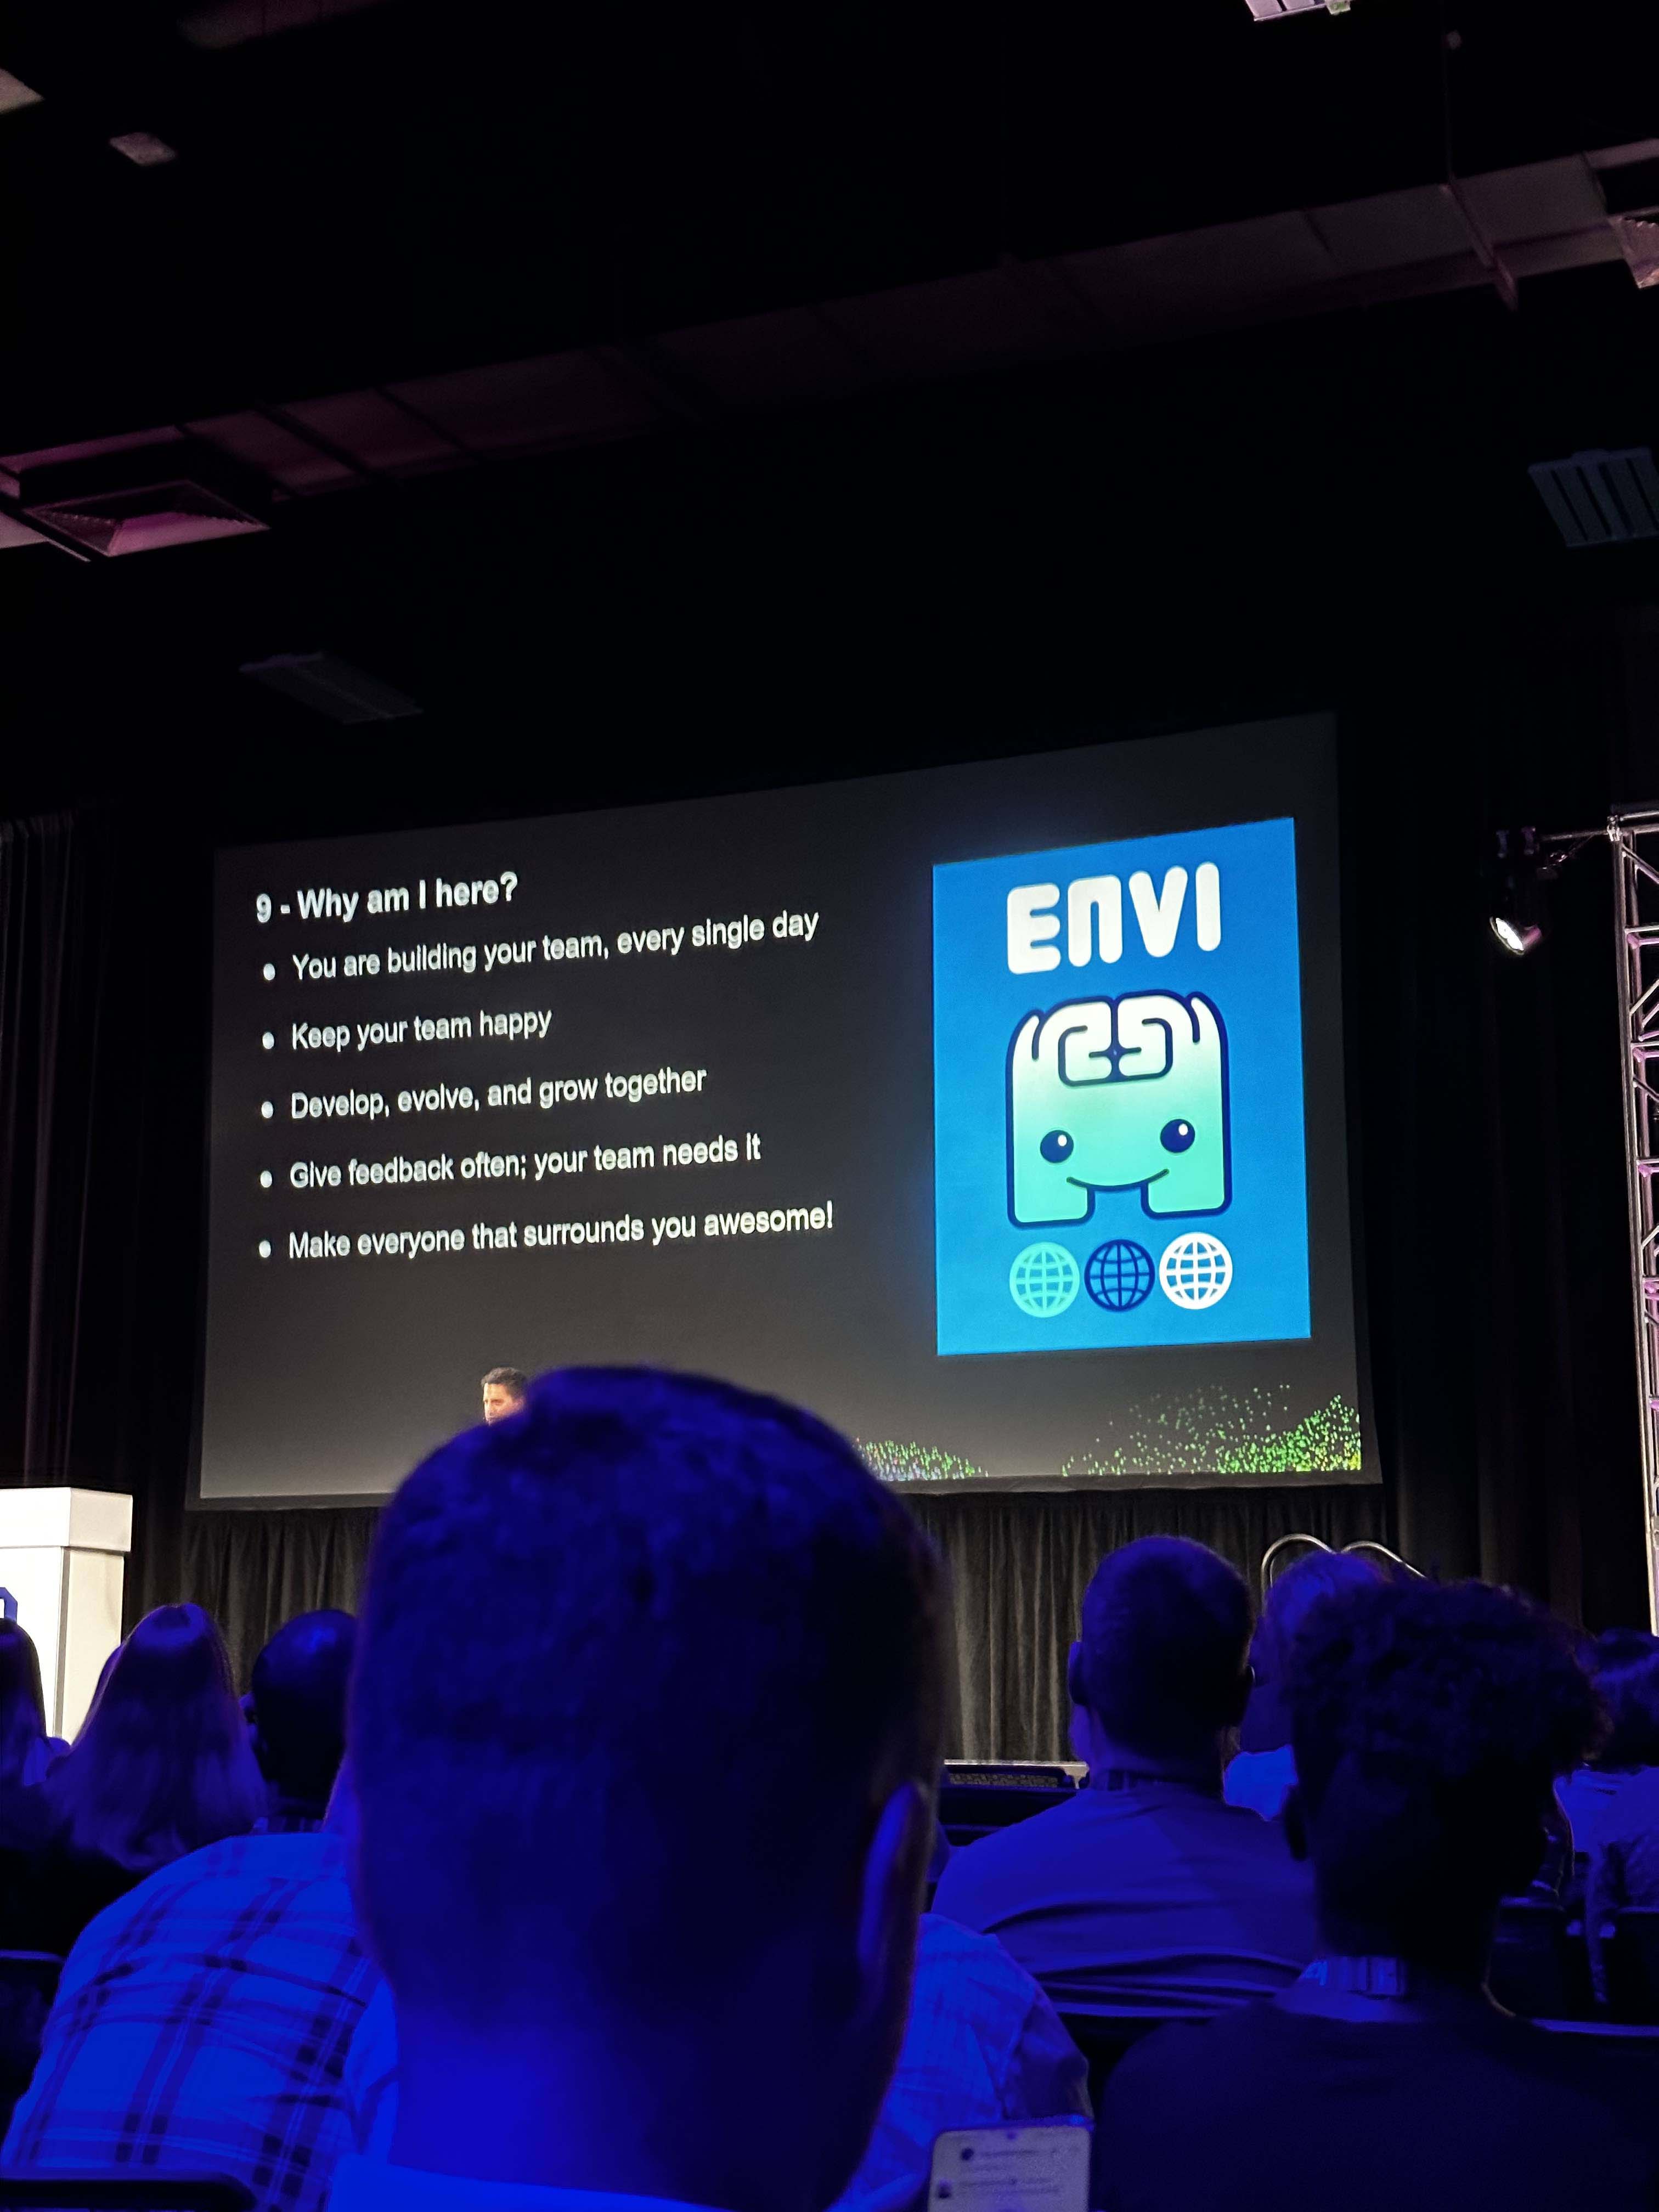 9 - Why am I here?
● You are building your team, every single day
● Keep your team happy
● Develop, evolve, and grow together
● Give feedback often; your team needs it
● Make everyone that surrounds you awesome!
ENVI